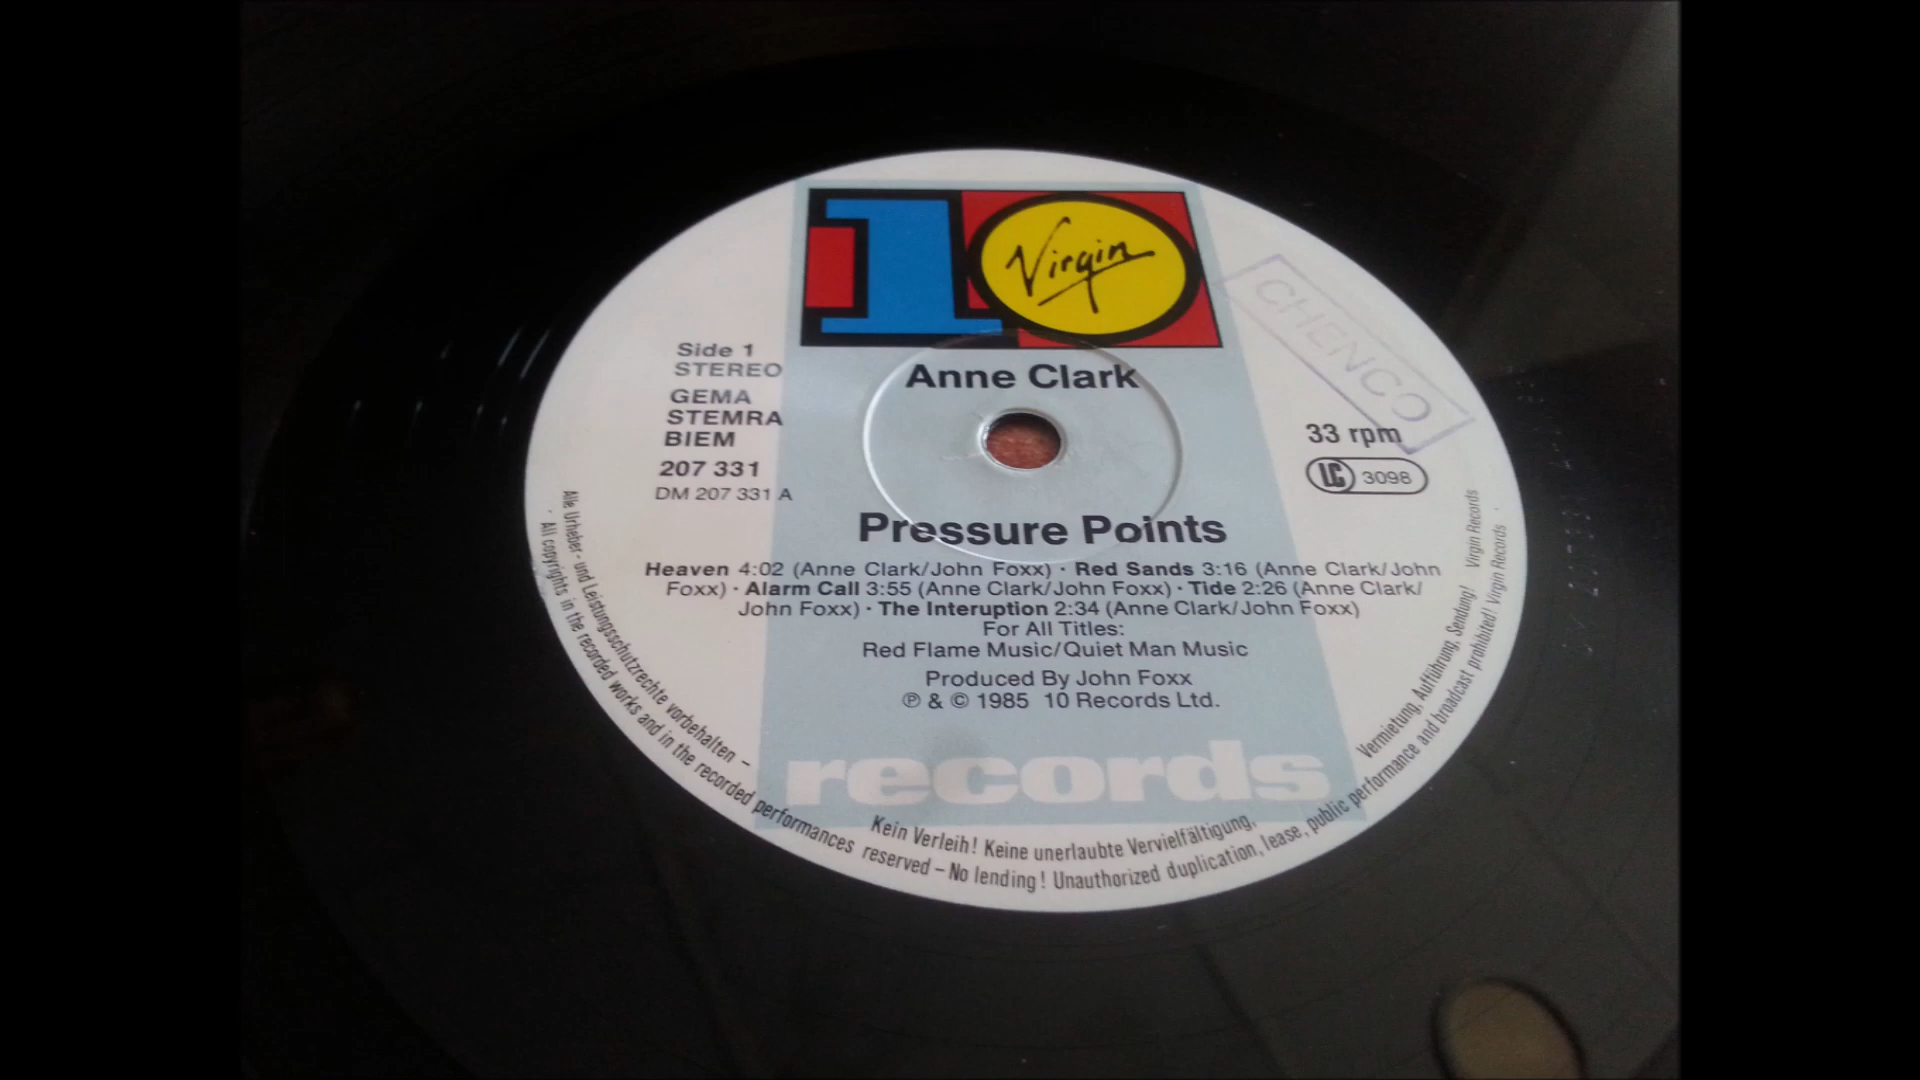 10
Virgin
CHENCO
Side 1
STEREO
GEMA
STEMRA
BIEM
207 331
DM 207 331 A
Anne Clark
33 rpm
LC 3098
Pressure Points
Heaven 4:02 (Anne Clark/John Foxx) · Red Sands 3:16 (Anne Clark/John
Foxx) · Alarm Call 3:55 (Anne Clark/John Foxx) · Tide 2:26 (Anne Clark/
John Foxx) · The Interuption 2:34 (Anne Clark/John Foxx)
For All Titles:
Red Flame Music/Quiet Man Music
Produced By John Foxx
℗ & © 1985 10 Records Ltd.
records
Alle Urheber- und Leistungsschutzrechte vorbehalten – Kein Verleih! Keine unerlaubte Vervielfältigung, Vermietung, Aufführung, Sendung! Virgin Records
· All copyrights in the recorded works and in the recorded performances reserved – No lending! Unauthorized duplication, lease, public performance and broadcast prohibited! Virgin Records ·